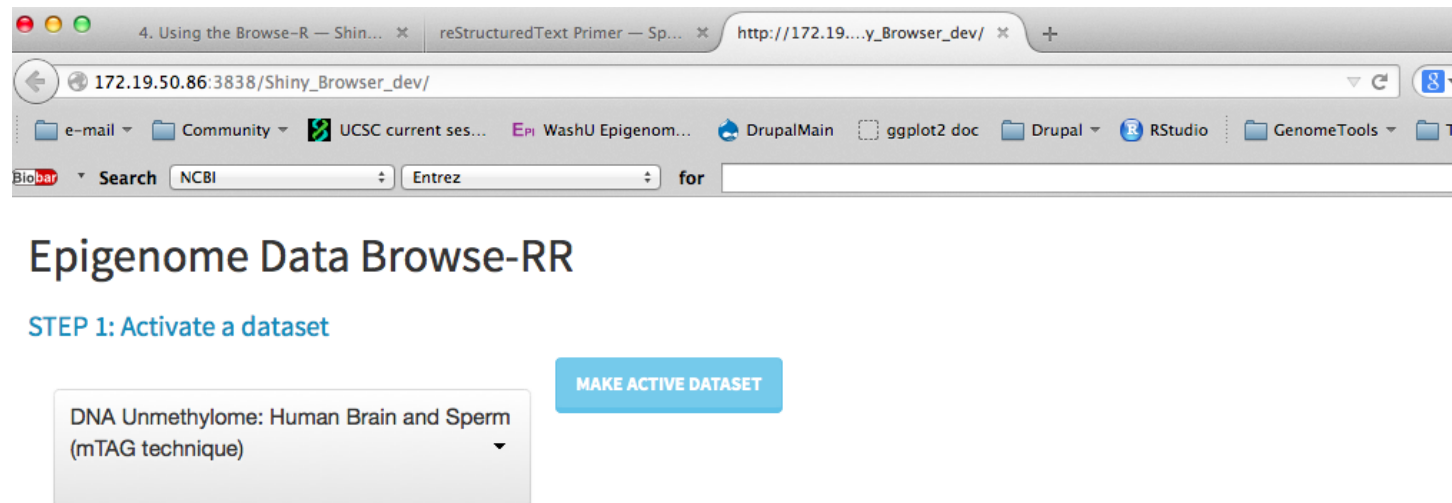 4. Using the Browse-R — Shin... reStructuredText Primer — Sp... http://172.19....y_Browser_dev/
172.19.50.86:3838/Shiny_Browser_dev/
e-mail Community UCSC current ses... EPI WashU Epigenom... DrupalMain ggplot2 doc Drupal RStudio GenomeTools
Biobar Search NCBI Entrez for
Epigenome Data Browse-RR
STEP 1: Activate a dataset
MAKE ACTIVE DATASET
DNA Unmethylome: Human Brain and Sperm
(mTAG technique)